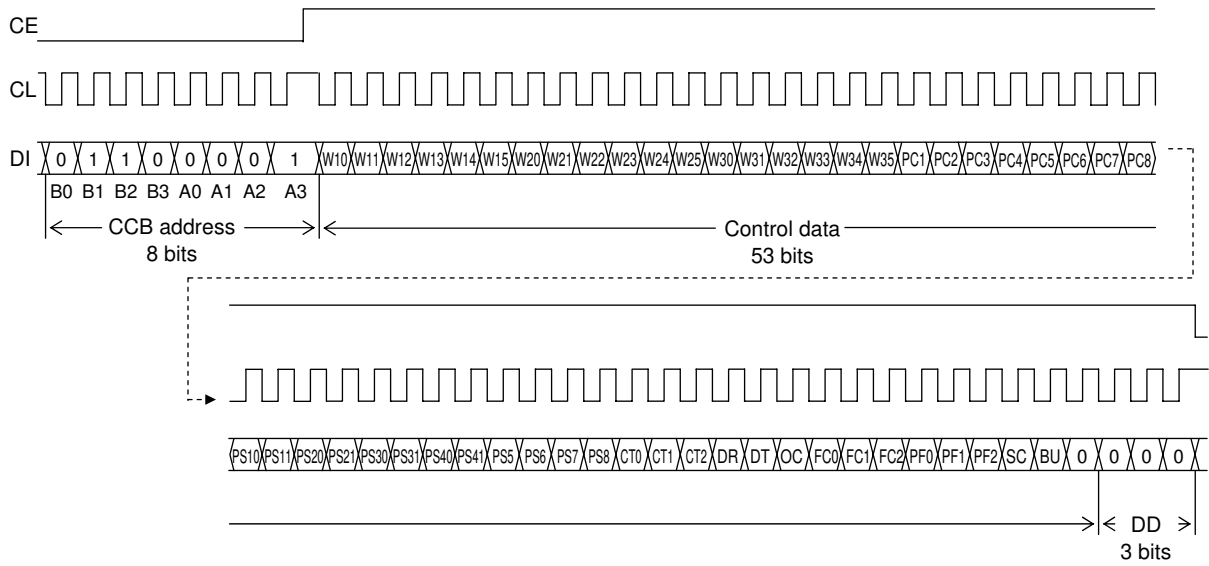 CE
CL
DI 0 1 1 0 0 0 0 1 W10 W11 W12 W13 W14 W15 W20 W21 W22 W23 W24 W25 W30 W31 W32 W33 W34 W35 PC1 PC2 PC3 PC4 PC5 PC6 PC7 PC8
B0 B1 B2 B3 A0 A1 A2 A3
CCB address Control data
8 bits 53 bits
PS10 PS11 PS20 PS21 PS30 PS31 PS40 PS41 PS5 PS6 PS7 PS8 CT0 CT1 CT2 DR DT OC FC0 FC1 FC2 PF0 PF1 PF2 SC BU 0 0 0 0
DD
3 bits